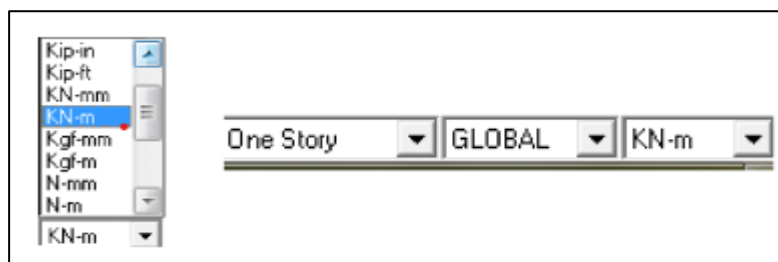 Kip-in
Kip-ft
KN-mm
KN-m
Kgf-mm
Kgf-m
N-mm
N-m
KN-m
One Story GLOBAL KN-m